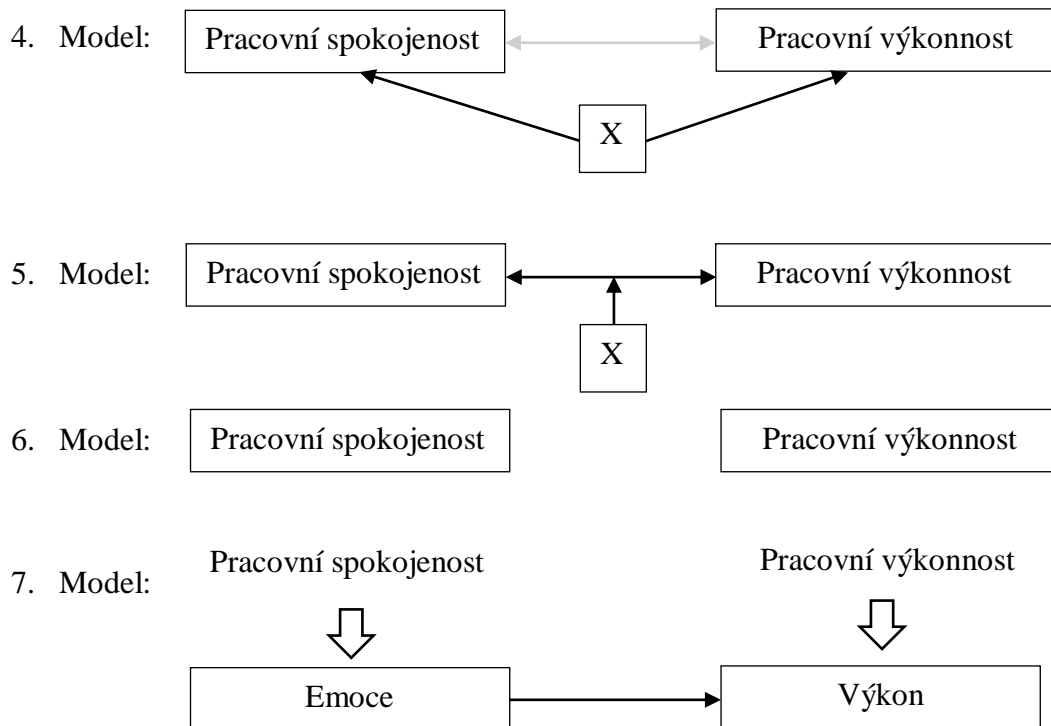 4. Model: Pracovní spokojenost Pracovní výkonnost
X
5. Model: Pracovní spokojenost Pracovní výkonnost
X
6. Model: Pracovní spokojenost Pracovní výkonnost
7. Model: Pracovní spokojenost Pracovní výkonnost
Emoce Výkon